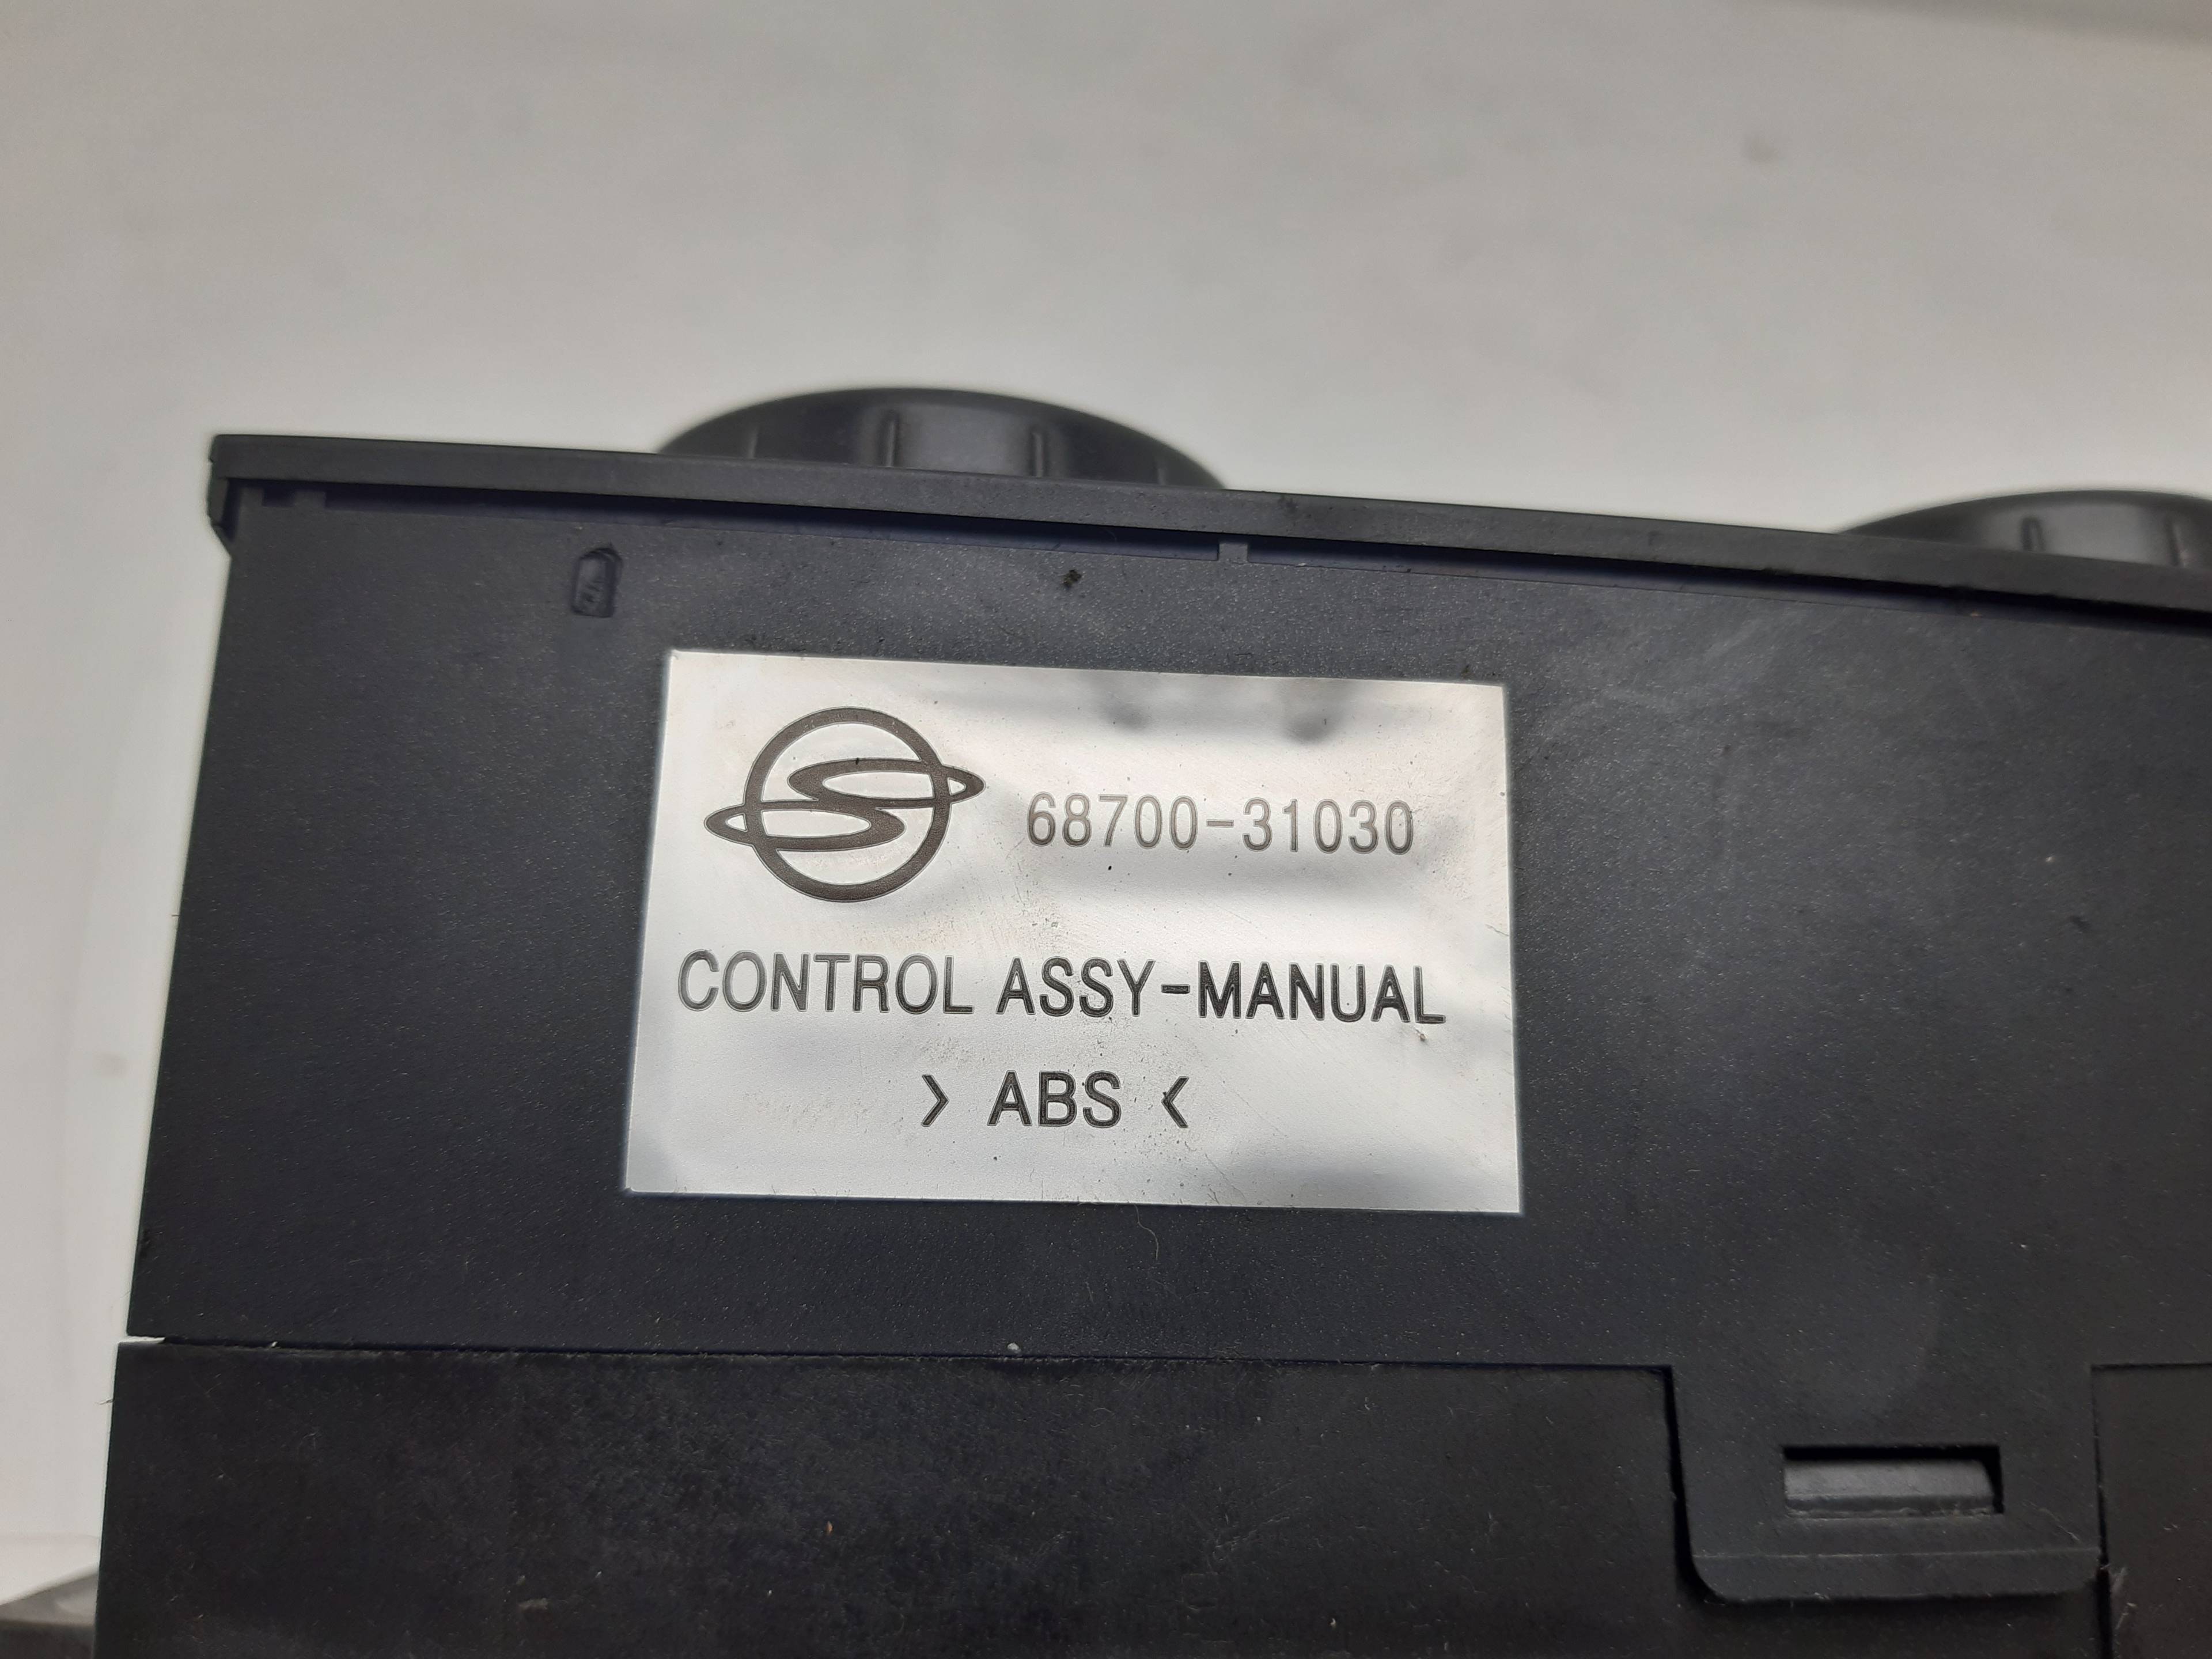 68700-31030
CONTROL ASSY-MANUAL
> ABS <